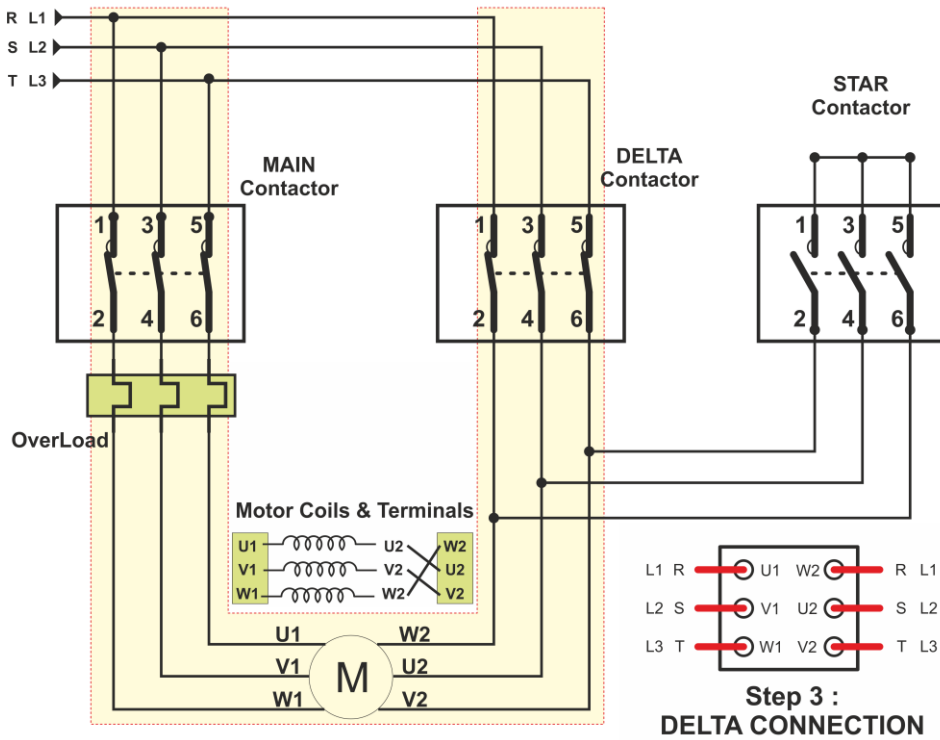 R L1
S L2
T L3
MAIN
Contactor
DELTA
Contactor
STAR
Contactor
1 3 5
2 4 6
1 3 5
2 4 6
1 3 5
2 4 6
OverLoad
Motor Coils & Terminals
U1 U2 W2
V1 V2 U2
W1 W2 V2
U1 W2
V1 U2
W1 V2
M
L1 R U1 W2 R L1
L2 S V1 U2 S L2
L3 T W1 V2 T L3
Step 3 :
DELTA CONNECTION